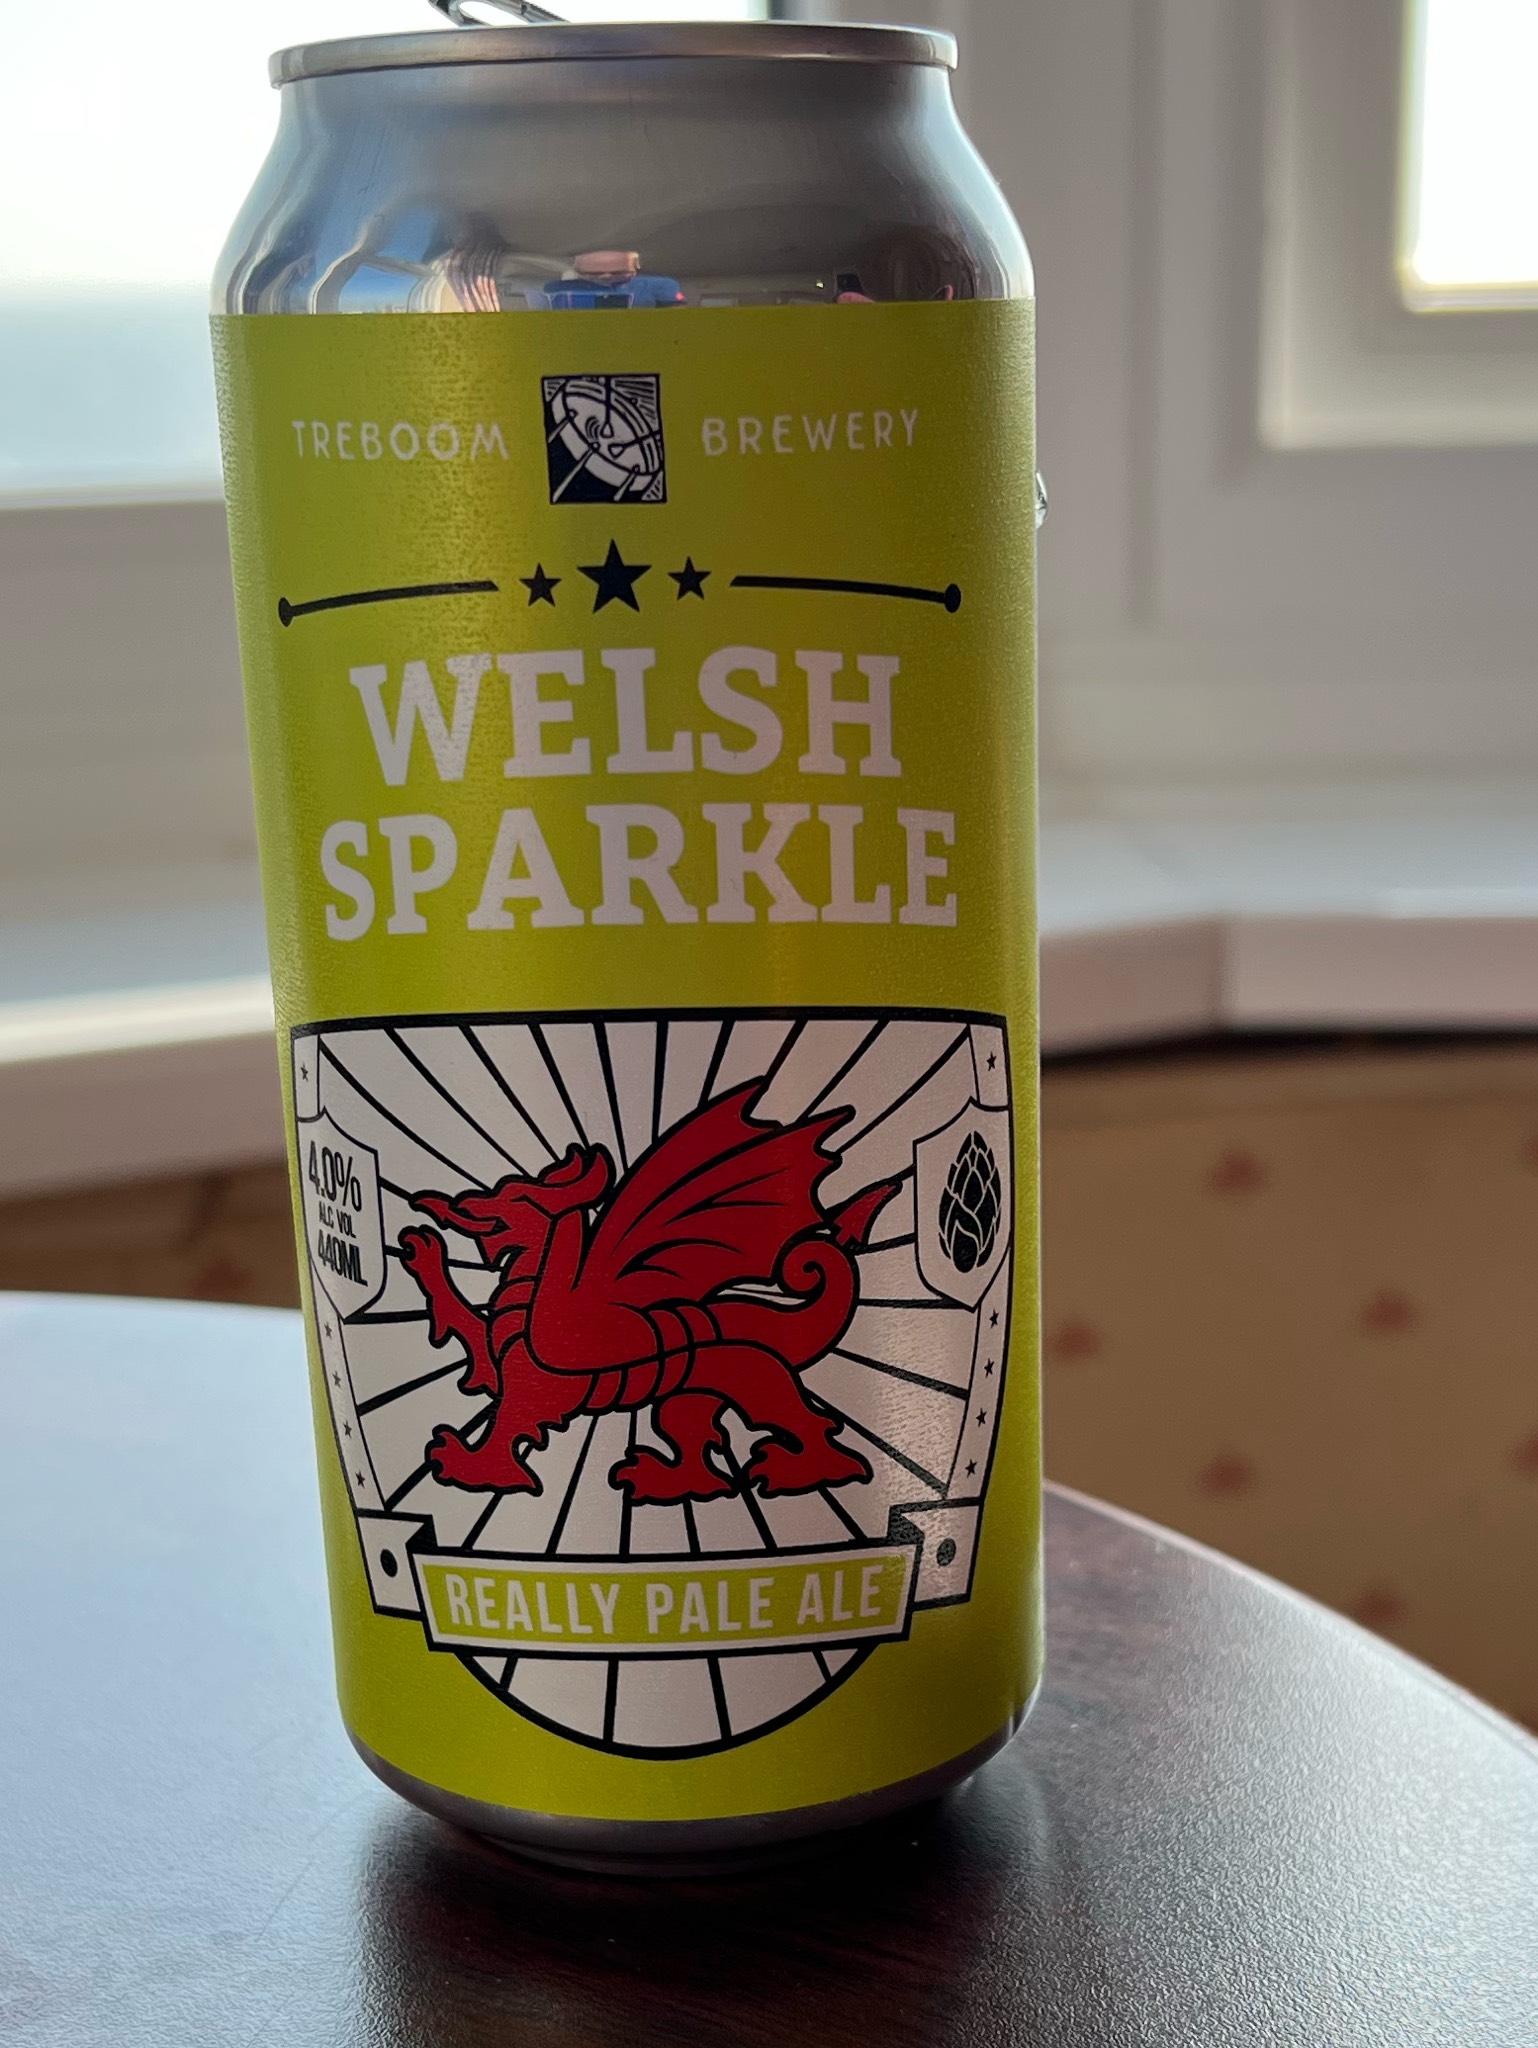 TREBOOM BREWERY
WELSH
SPARKLE
4.0%
ALC VOL
440ML
REALLY PALE ALE